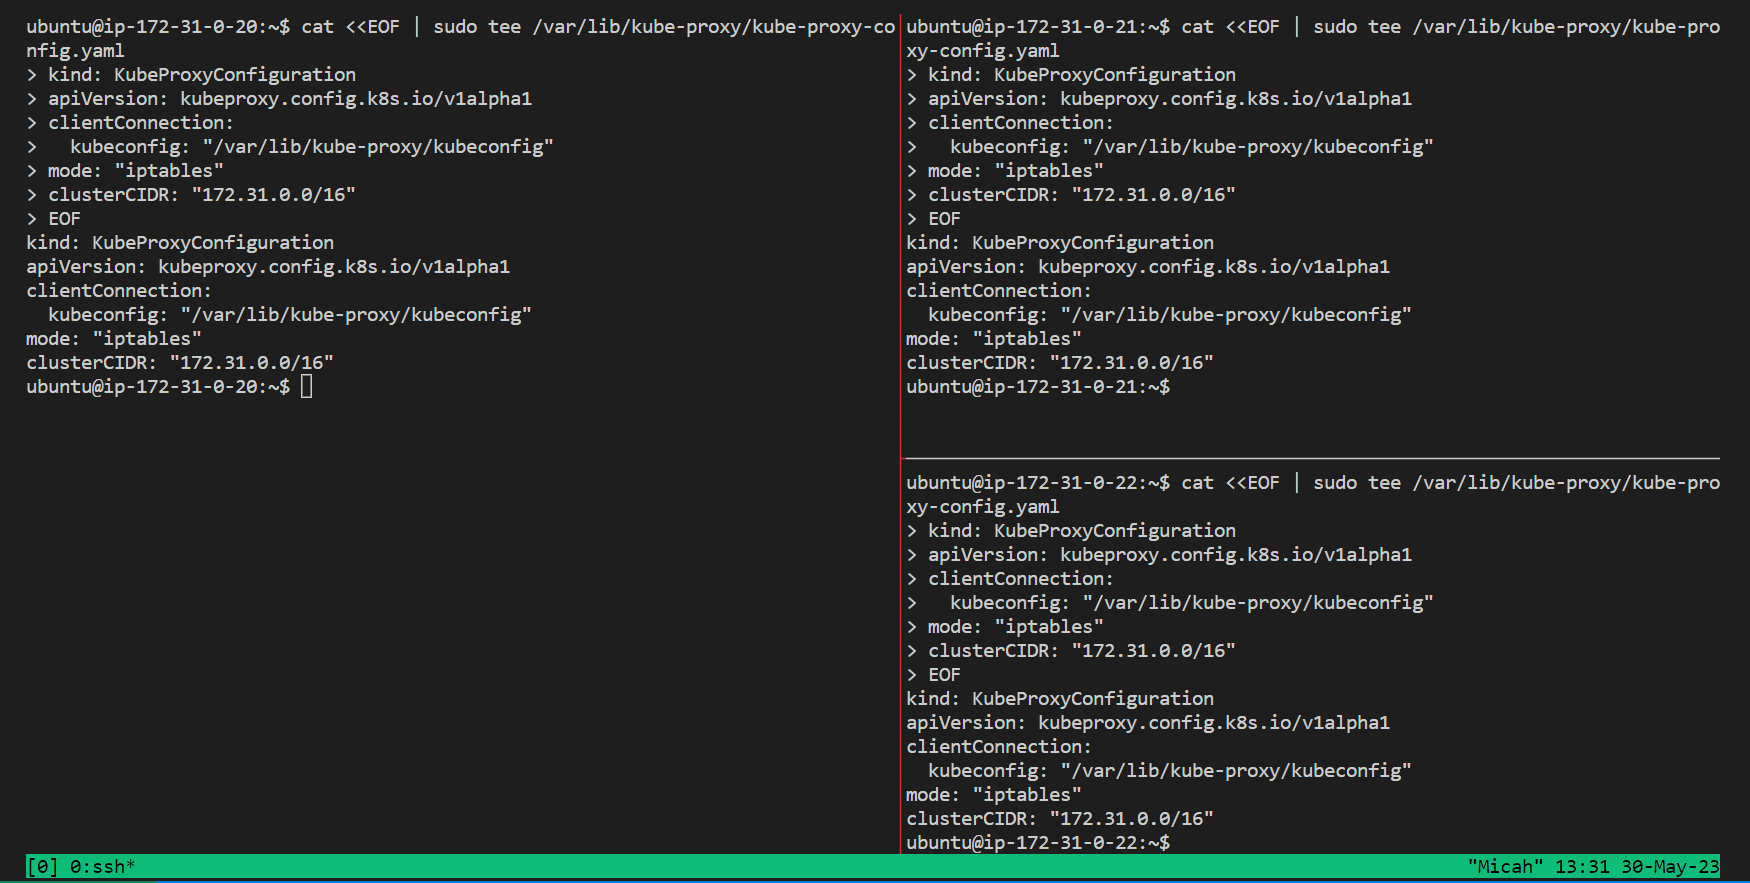 ubuntu@ip-172-31-0-20:~$ cat <<EOF | sudo tee /var/lib/kube-proxy/kube-proxy-co
nfig.yaml
> kind: KubeProxyConfiguration
> apiVersion: kubeproxy.config.k8s.io/v1alpha1
> clientConnection:
>   kubeconfig: "/var/lib/kube-proxy/kubeconfig"
> mode: "iptables"
> clusterCIDR: "172.31.0.0/16"
> EOF
kind: KubeProxyConfiguration
apiVersion: kubeproxy.config.k8s.io/v1alpha1
clientConnection:
  kubeconfig: "/var/lib/kube-proxy/kubeconfig"
mode: "iptables"
clusterCIDR: "172.31.0.0/16"
ubuntu@ip-172-31-0-20:~$
ubuntu@ip-172-31-0-21:~$ cat <<EOF | sudo tee /var/lib/kube-proxy/kube-pro
xy-config.yaml
> kind: KubeProxyConfiguration
> apiVersion: kubeproxy.config.k8s.io/v1alpha1
> clientConnection:
>   kubeconfig: "/var/lib/kube-proxy/kubeconfig"
> mode: "iptables"
> clusterCIDR: "172.31.0.0/16"
> EOF
kind: KubeProxyConfiguration
apiVersion: kubeproxy.config.k8s.io/v1alpha1
clientConnection:
  kubeconfig: "/var/lib/kube-proxy/kubeconfig"
mode: "iptables"
clusterCIDR: "172.31.0.0/16"
ubuntu@ip-172-31-0-21:~$
ubuntu@ip-172-31-0-22:~$ cat <<EOF | sudo tee /var/lib/kube-proxy/kube-pro
xy-config.yaml
> kind: KubeProxyConfiguration
> apiVersion: kubeproxy.config.k8s.io/v1alpha1
> clientConnection:
>   kubeconfig: "/var/lib/kube-proxy/kubeconfig"
> mode: "iptables"
> clusterCIDR: "172.31.0.0/16"
> EOF
kind: KubeProxyConfiguration
apiVersion: kubeproxy.config.k8s.io/v1alpha1
clientConnection:
  kubeconfig: "/var/lib/kube-proxy/kubeconfig"
mode: "iptables"
clusterCIDR: "172.31.0.0/16"
ubuntu@ip-172-31-0-22:~$
[0] 0:ssh* "Micah" 13:31 30-May-23